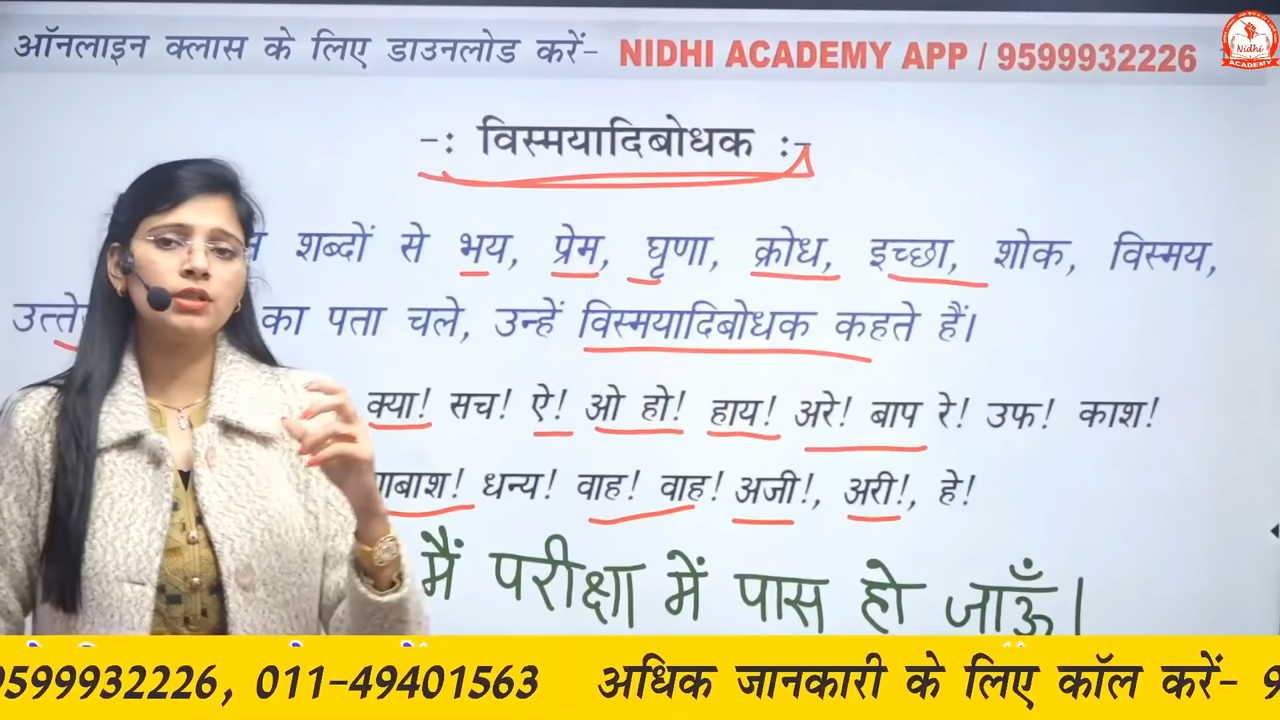 ऑनलाइन क्लास के लिए डाउनलोड करें- NIDHI ACADEMY APP / 9599932226
Nidhi
ACADEMY
-: विस्मयादिबोधक :-
शब्दों से भय, प्रेम, घृणा, क्रोध, इच्छा, शोक, विस्मय,
का पता चले, उन्हें विस्मयादिबोधक कहते हैं।
क्या! सच! ऐ! ओ हो! हाय! अरे! बाप रे! उफ! काश!
धन्य! वाह! वाह! अजी!, अरी!, हे!
मैं परीक्षा में पास हो जाऊँ।
9599932226, 011-49401563 अधिक जानकारी के लिए कॉल करें- 9